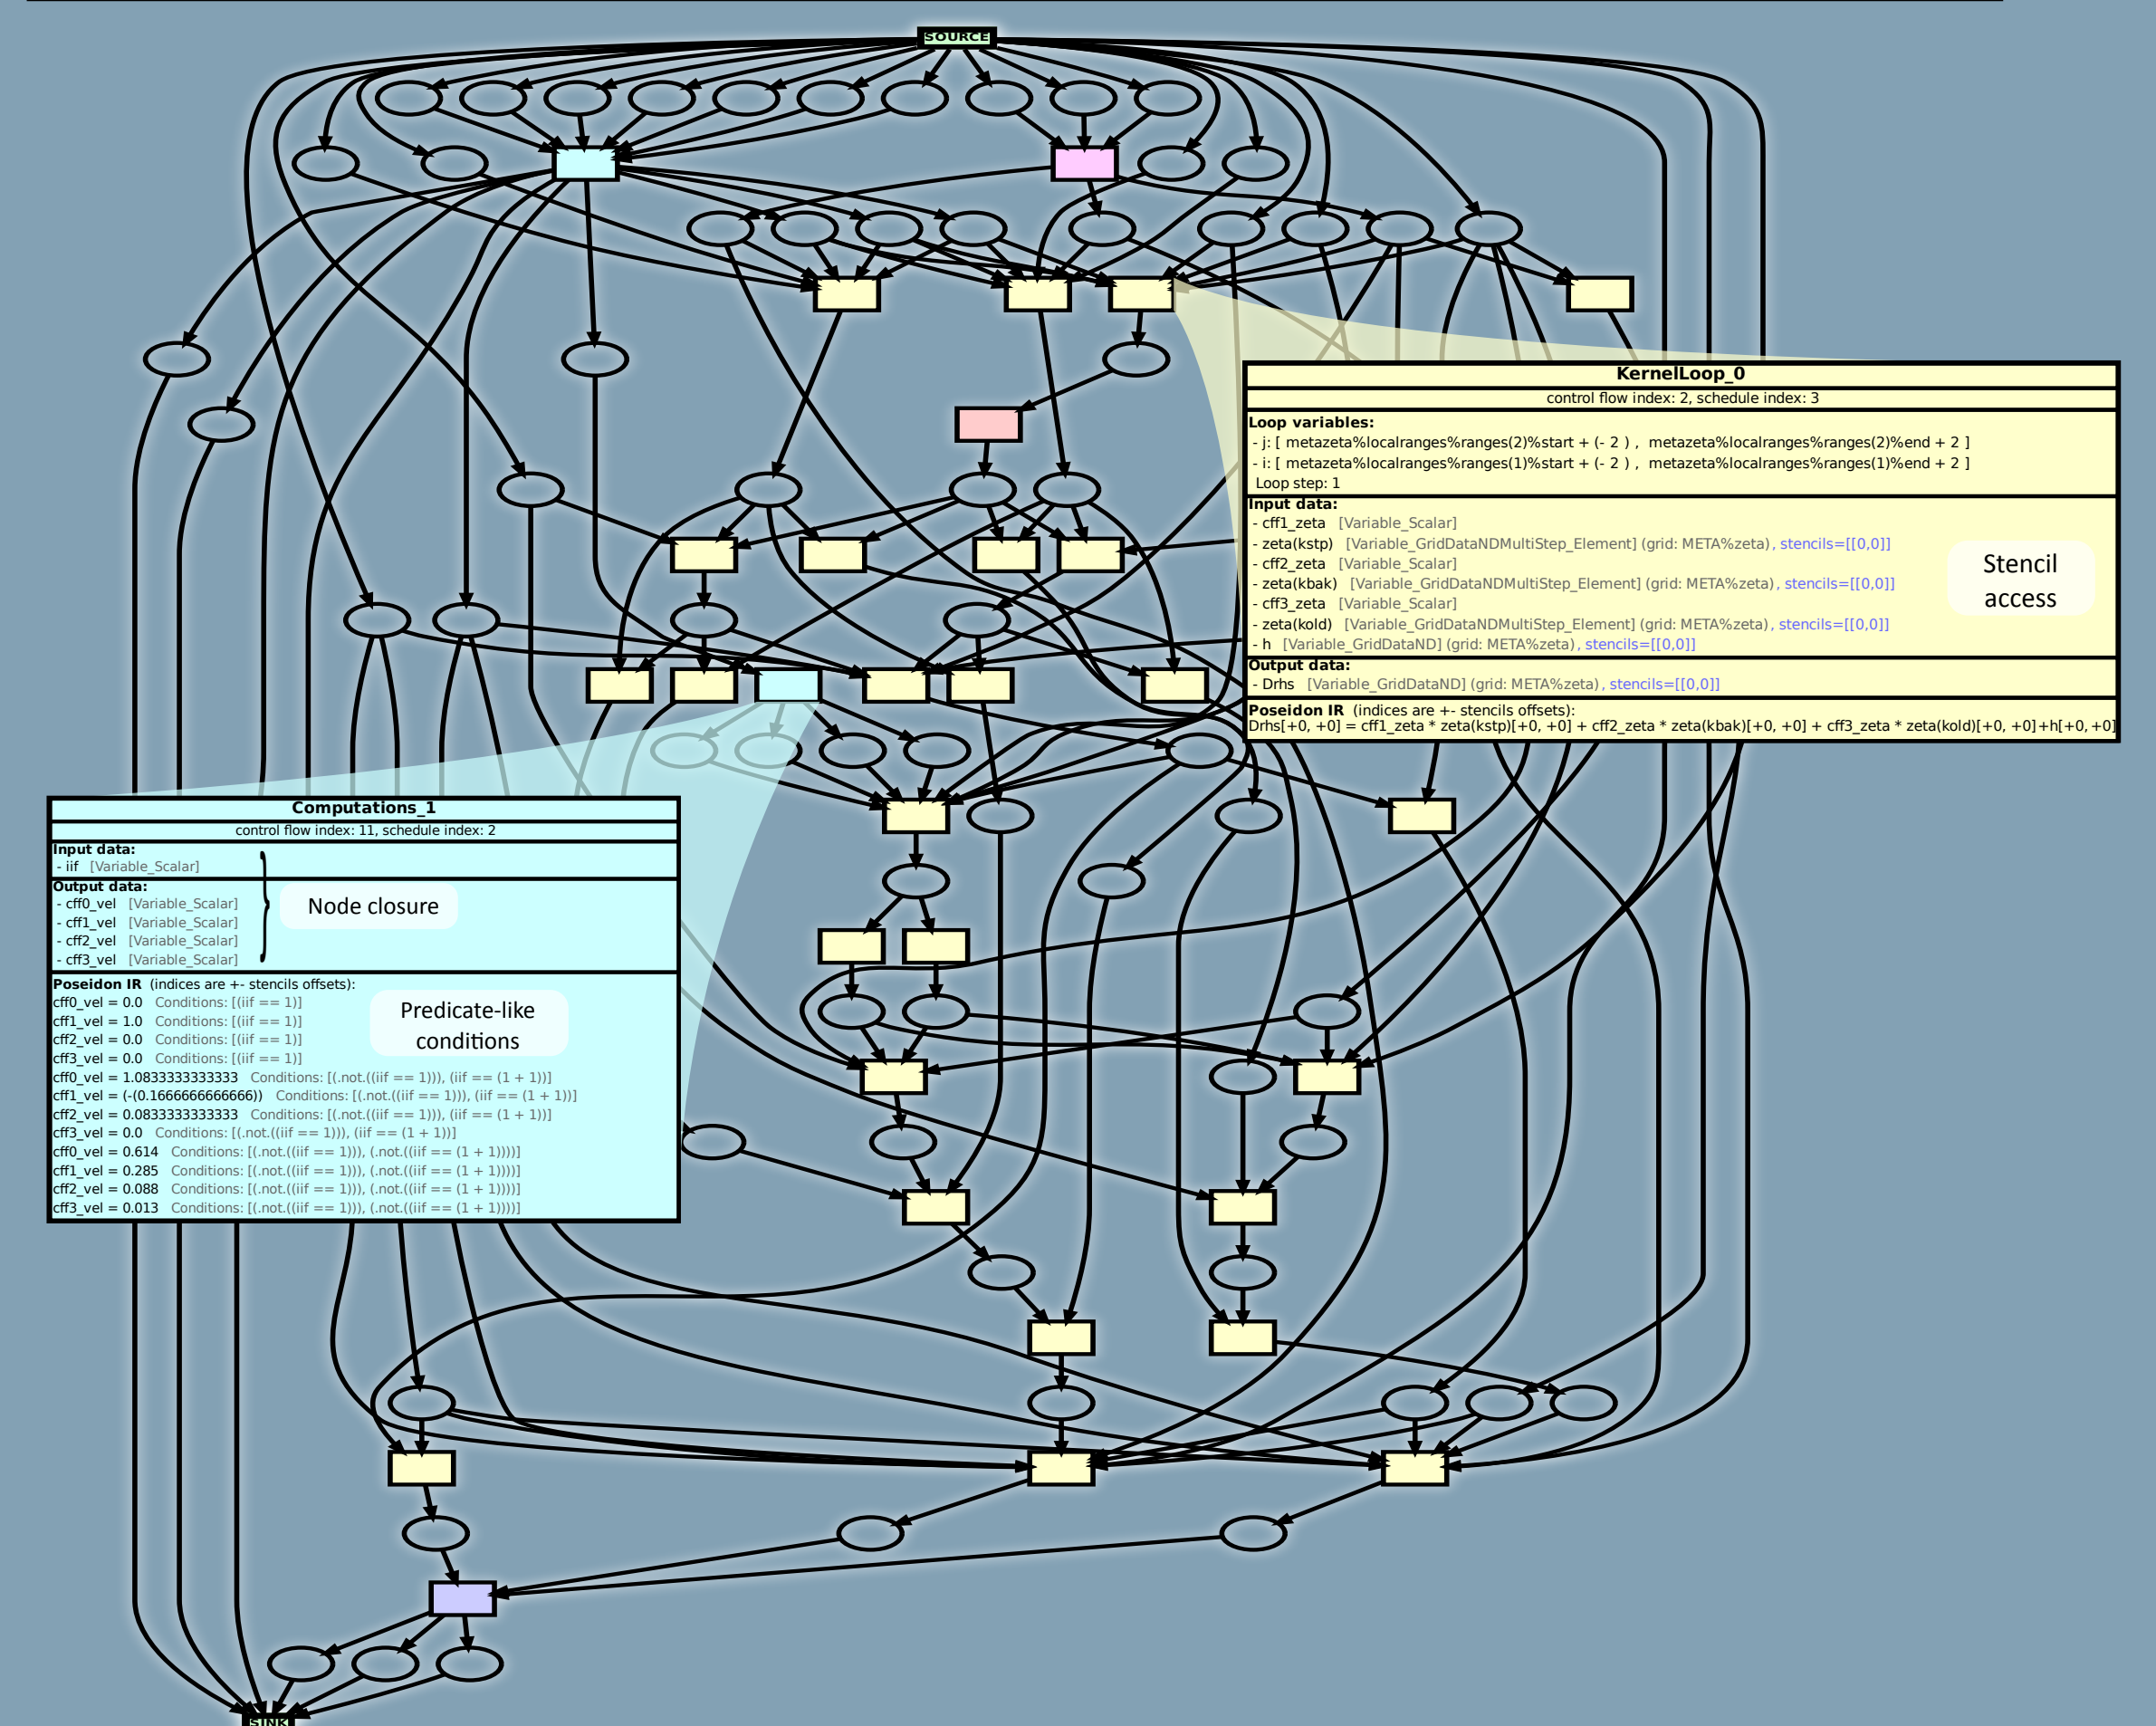 SOURCE
KernelLoop_0
control flow index: 2, schedule index: 3
Loop variables:
- j: [ metazeta%localranges%ranges(2)%start + (- 2 ) ,  metazeta%localranges%ranges(2)%end + 2 ]
- i: [ metazeta%localranges%ranges(1)%start + (- 2 ) ,  metazeta%localranges%ranges(1)%end + 2 ]
Loop step: 1
Input data:
- cff1_zeta [Variable_Scalar]
- zeta(kstp) [Variable_GridDataNDMultiStep_Element] (grid: META%zeta), stencils=[[0,0]]
- cff2_zeta [Variable_Scalar]
- zeta(kbak) [Variable_GridDataNDMultiStep_Element] (grid: META%zeta), stencils=[[0,0]]
- cff3_zeta [Variable_Scalar]
- zeta(kold) [Variable_GridDataNDMultiStep_Element] (grid: META%zeta), stencils=[[0,0]]
- h [Variable_GridDataND] (grid: META%zeta), stencils=[[0,0]]
Stencil
access
Output data:
- Drhs [Variable_GridDataND] (grid: META%zeta), stencils=[[0,0]]
Poseidon IR (indices are +- stencils offsets):
Drhs[+0, +0] = cff1_zeta * zeta(kstp)[+0, +0] + cff2_zeta * zeta(kbak)[+0, +0] + cff3_zeta * zeta(kold)[+0, +0]+h[+0,+0]
Computations_1
control flow index: 11, schedule index: 2
Input data:
- iif [Variable_Scalar]
Output data:
- cff0_vel [Variable_Scalar]
- cff1_vel [Variable_Scalar]
- cff2_vel [Variable_Scalar]
- cff3_vel [Variable_Scalar]
Node closure
Poseidon IR (indices are +- stencils offsets):
cff0_vel = 0.0 Conditions: [(iif == 1)]
cff1_vel = 1.0 Conditions: [(iif == 1)]
cff2_vel = 0.0 Conditions: [(iif == 1)]
cff3_vel = 0.0 Conditions: [(iif == 1)]
Predicate-like
conditions
cff0_vel = 1.0833333333333 Conditions: [(.not.((iif == 1))), (iif == (1 + 1))]
cff1_vel = (-(0.1666666666666)) Conditions: [(.not.((iif == 1))), (iif == (1 + 1))]
cff2_vel = 0.0833333333333 Conditions: [(.not.((iif == 1))), (iif == (1 + 1))]
cff3_vel = 0.0 Conditions: [(.not.((iif == 1))), (iif == (1 + 1))]
cff0_vel = 0.614 Conditions: [(.not.((iif == 1))), (.not.((iif == (1 + 1))))]
cff1_vel = 0.285 Conditions: [(.not.((iif == 1))), (.not.((iif == (1 + 1))))]
cff2_vel = 0.088 Conditions: [(.not.((iif == 1))), (.not.((iif == (1 + 1))))]
cff3_vel = 0.013 Conditions: [(.not.((iif == 1))), (.not.((iif == (1 + 1))))]
SINK